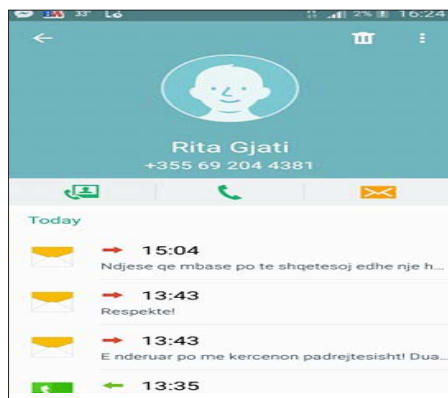 33° 2% 16:24
Rita Gjati
+355 69 204 4381
Today
15:04
Ndjese qe mbase po te shqetesoj edhe nje h...
13:43
Respekte!
13:43
E nderuar po me kercenon padrejtesisht! Dua...
13:35